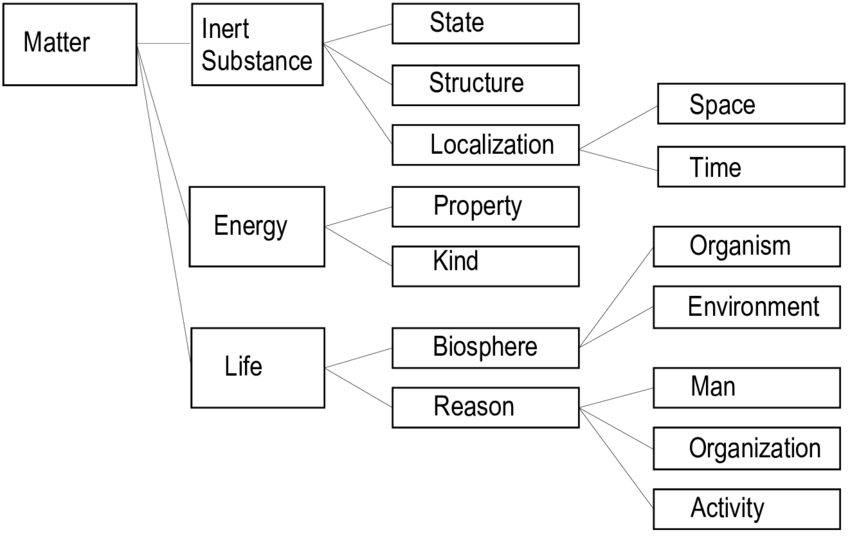 Matter
Inert
Substance
State
Structure
Localization
Space
Time
Energy
Property
Kind
Life
Biosphere
Organism
Environment
Reason
Man
Organization
Activity